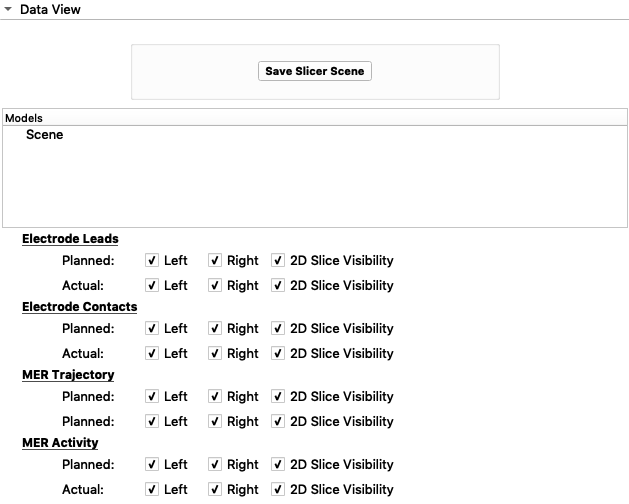 Data View
Save Slicer Scene
Models
Scene
Electrode Leads
Planned: Left Right 2D Slice Visibility
Actual: Left Right 2D Slice Visibility
Electrode Contacts
Planned: Left Right 2D Slice Visibility
Actual: Left Right 2D Slice Visibility
MER Trajectory
Planned: Left Right 2D Slice Visibility
Planned: Left Right 2D Slice Visibility
MER Activity
Planned: Left Right 2D Slice Visibility
Actual: Left Right 2D Slice Visibility